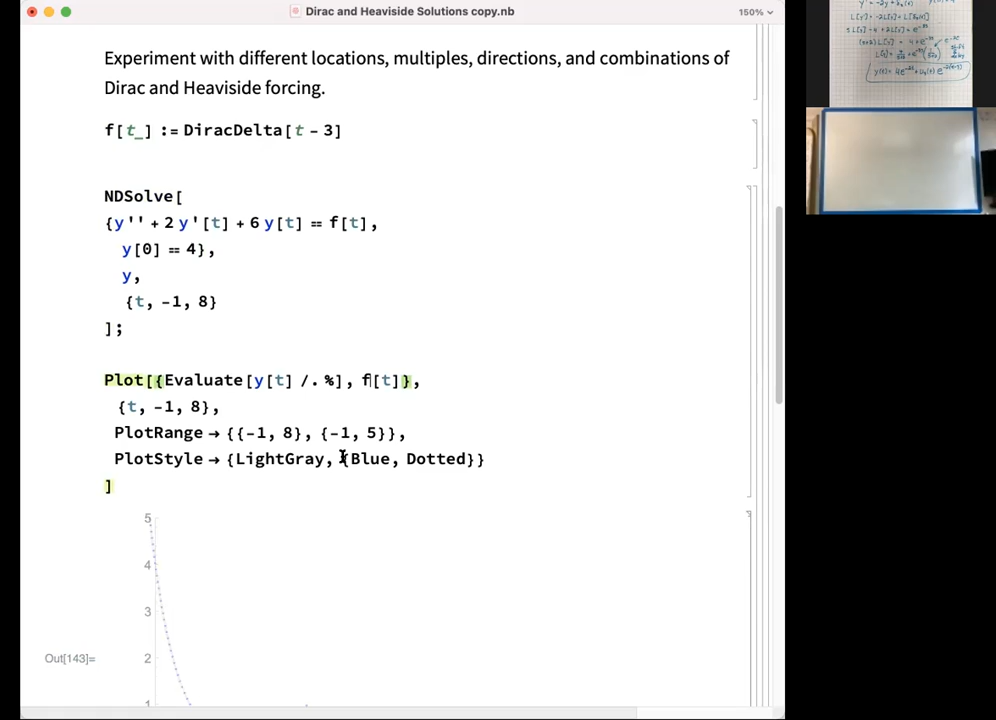 Dirac and Heaviside Solutions copy.nb
150%
Experiment with different locations, multiples, directions, and combinations of
Dirac and Heaviside forcing.
f[t_] := DiracDelta[t - 3]
NDSolve[
{y'' + 2 y'[t] + 6 y[t] == f[t],
y[0] == 4},
y,
{t, -1, 8}
];
Plot[{Evaluate[y[t] /. %], f[t]},
{t, -1, 8},
PlotRange → {{-1, 8}, {-1, 5}},
PlotStyle → {LightGray, {Blue, Dotted}}
]
5
4
3
Out[143]=
2
1